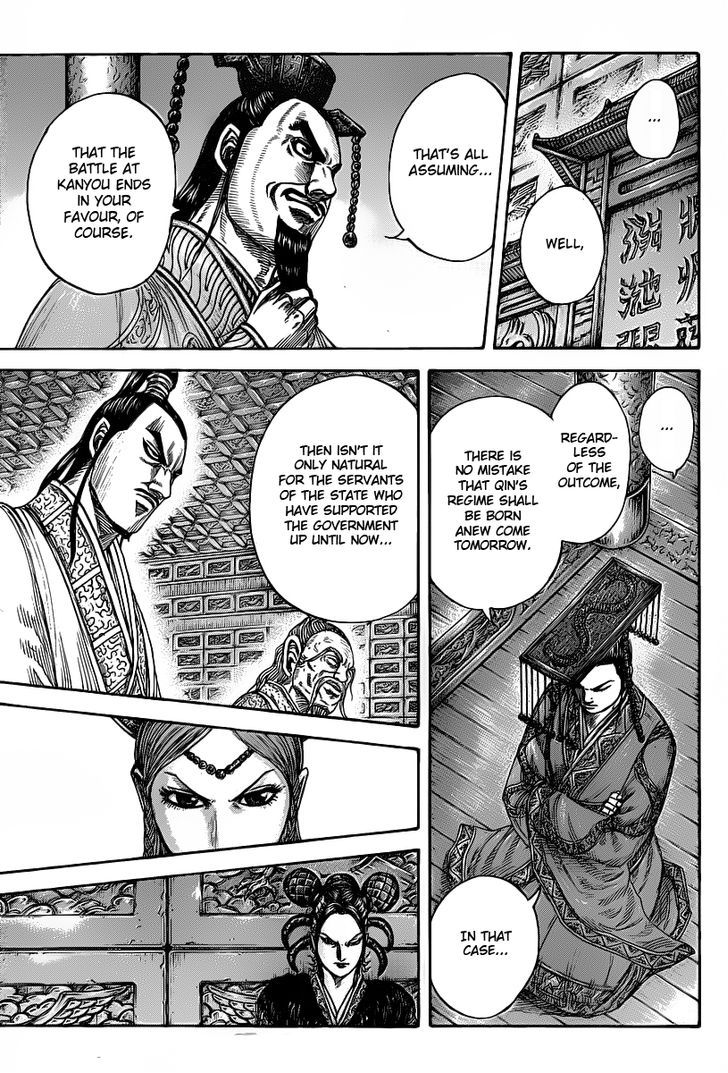 ...
WELL,
THAT'S ALL
ASSUMING...
THAT THE
BATTLE AT
KANYOU ENDS
IN YOUR
FAVOUR, OF
COURSE.
...
REGARD-
LESS
OF THE
OUTCOME,
THERE IS
NO MISTAKE
THAT QIN'S
REGIME SHALL
BE BORN
ANEW COME
TOMORROW.
IN THAT
CASE...
THEN ISN'T IT
ONLY NATURAL
FOR THE SERVANTS
OF THE STATE WHO
HAVE SUPPORTED
THE GOVERNMENT
UP UNTIL NOW...